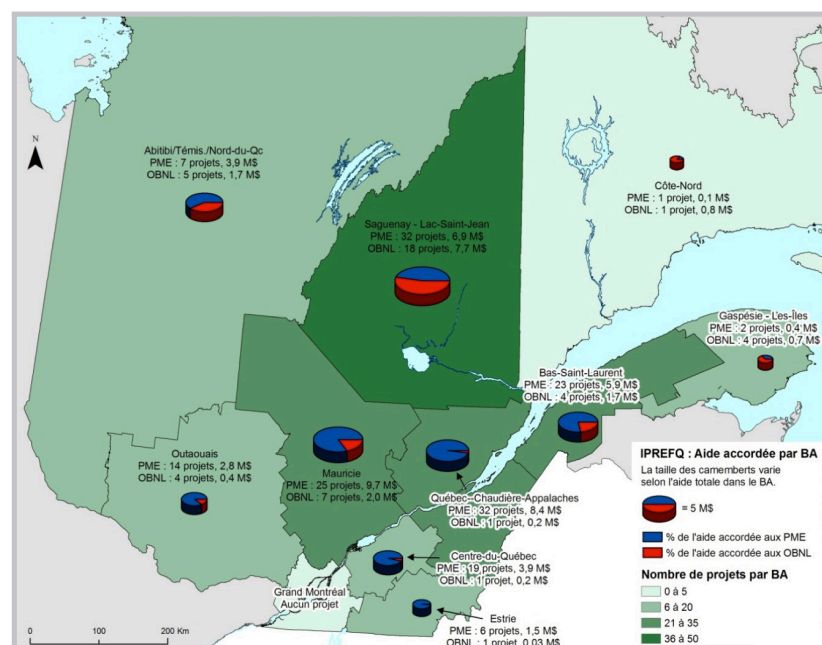 N
Abitibi/Témis./Nord-du-Qc
PME : 7 projets, 3,9 M$
OBNL : 5 projets, 1,7 M$
Côte-Nord
PME : 1 projet, 0,1 M$
OBNL : 1 projet, 0,8 M$
Saguenay - Lac-Saint-Jean
PME : 32 projets, 6,9 M$
OBNL : 18 projets, 7,7 M$
Gaspésie - Les-Îles
PME : 2 projets, 0,4 M$
OBNL : 4 projets, 0,7 M$
Bas-Saint-Laurent
PME : 23 projets, 5,9 M$
OBNL : 4 projets, 1,7 M$
Outaouais
PME : 14 projets, 2,8 M$
OBNL : 4 projets, 0,4 M$
Mauricie
PME : 25 projets, 9,7 M$
OBNL : 7 projets, 2,0 M$
Québec--Chaudière-Appalaches
PME : 32 projets, 8,4 M$
OBNL : 1 projet, 0,2 M$
Centre-du-Québec
PME : 19 projets, 3,9 M$
OBNL : 1 projet, 0,2 M$
Grand Montréal
Aucun projet
Estrie
PME : 6 projets, 1,5 M$
OBNL : 1 projet, 0,03 M$
0 100 200 Km
IPREFQ : Aide accordée par BA
La taille des camemberts varie
selon l'aide totale dans le BA.
= 5 M$
% de l'aide accordée aux PME
% de l'aide accordée aux OBNL
Nombre de projets par BA
0 à 5
6 à 20
21 à 35
36 à 50